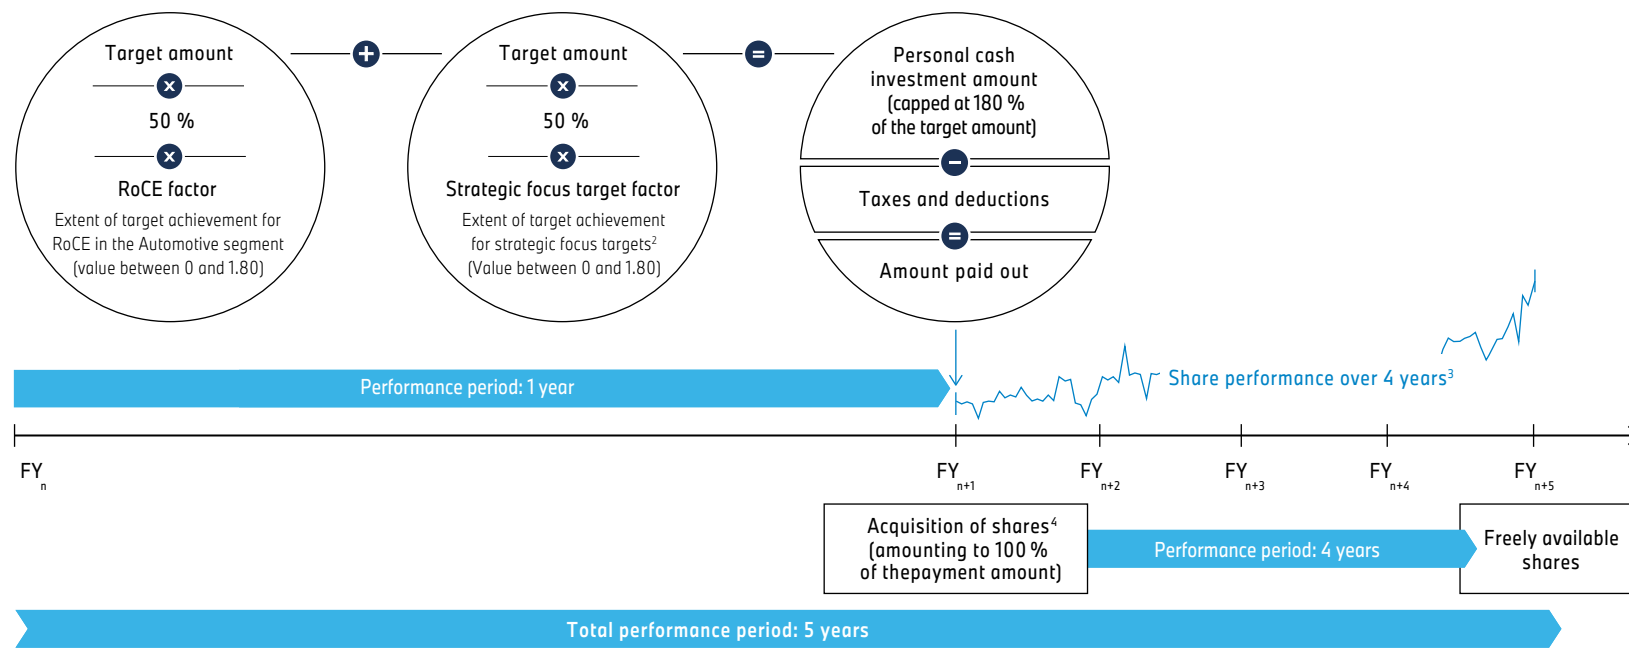 Target amount
x
50 %
x
RoCE factor
Extent of target achievement for
RoCE in the Automotive segment
(value between 0 and 1.80)
+
Target amount
x
50 %
x
Strategic focus target factor
Extent of target achievement
for strategic focus targets²
(Value between 0 and 1.80)
=
Personal cash
investment amount
(capped at 180 %
of the target amount)
–
Taxes and deductions
=
Amount paid out
Performance period: 1 year
Share performance over 4 years³
FYn
FYn+1
FYn+2
FYn+3
FYn+4
FYn+5
Acquisition of shares⁴
(amounting to 100 %
of thepayment amount)
Performance period: 4 years
Freely available
shares
Total performance period: 5 years